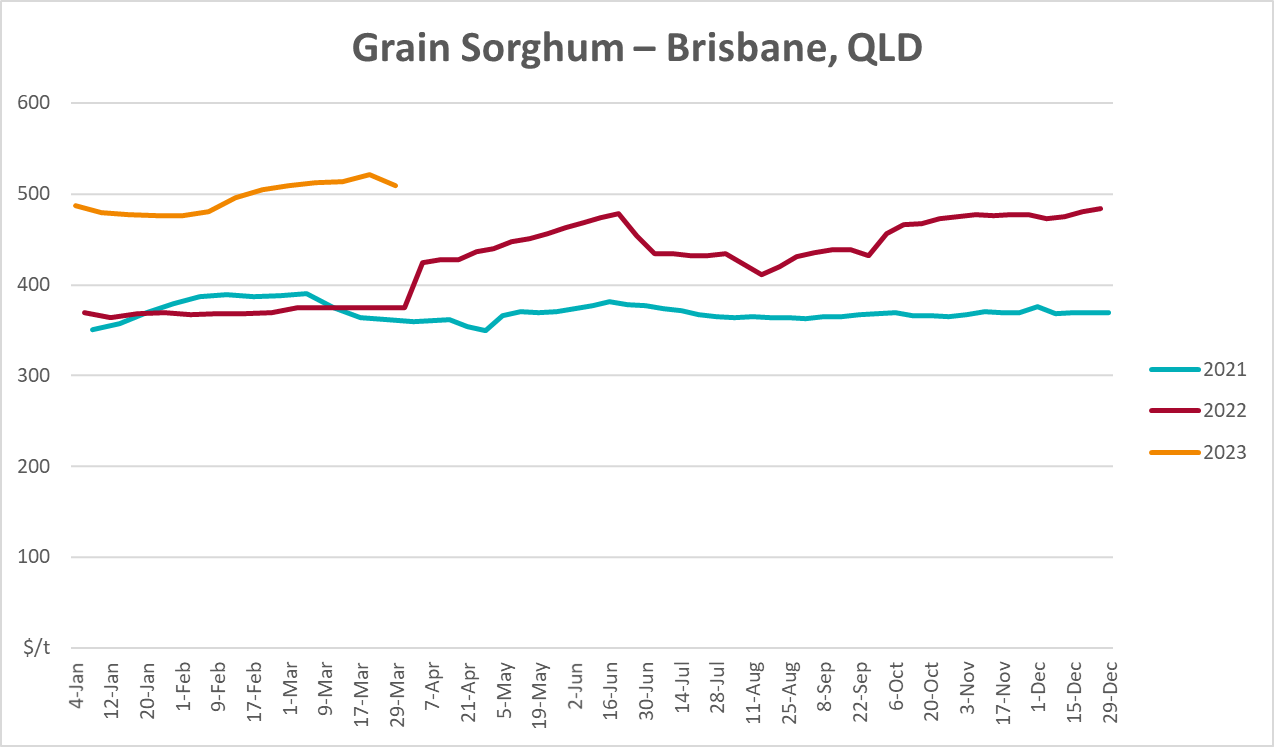 Grain Sorghum – Brisbane, QLD
600
500
400
300
200
100
$/t
4-Jan
12-Jan
20-Jan
1-Feb
9-Feb
17-Feb
1-Mar
9-Mar
17-Mar
29-Mar
7-Apr
21-Apr
5-May
19-May
2-Jun
16-Jun
30-Jun
14-Jul
28-Jul
11-Aug
25-Aug
8-Sep
22-Sep
6-Oct
20-Oct
3-Nov
17-Nov
1-Dec
15-Dec
29-Dec
2021
2022
2023